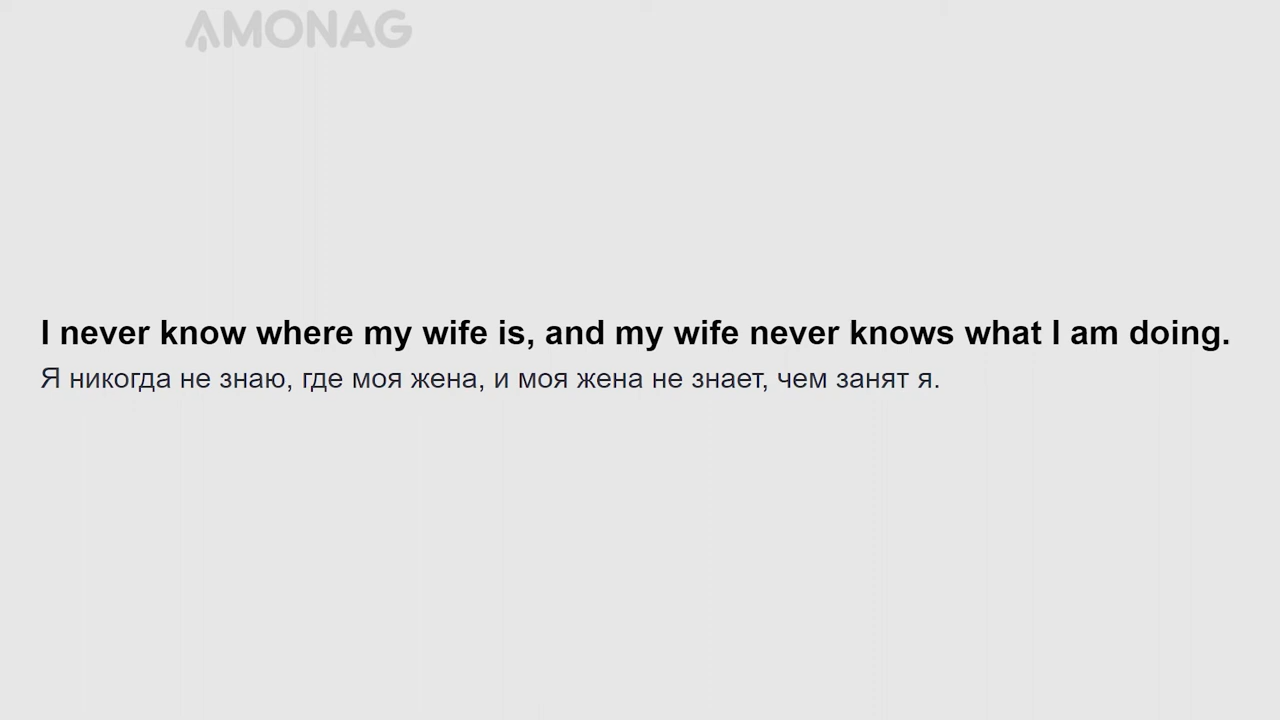 AMONAG
I never know where my wife is, and my wife never knows what I am doing.
Я никогда не знаю, где моя жена, и моя жена не знает, чем занят я.